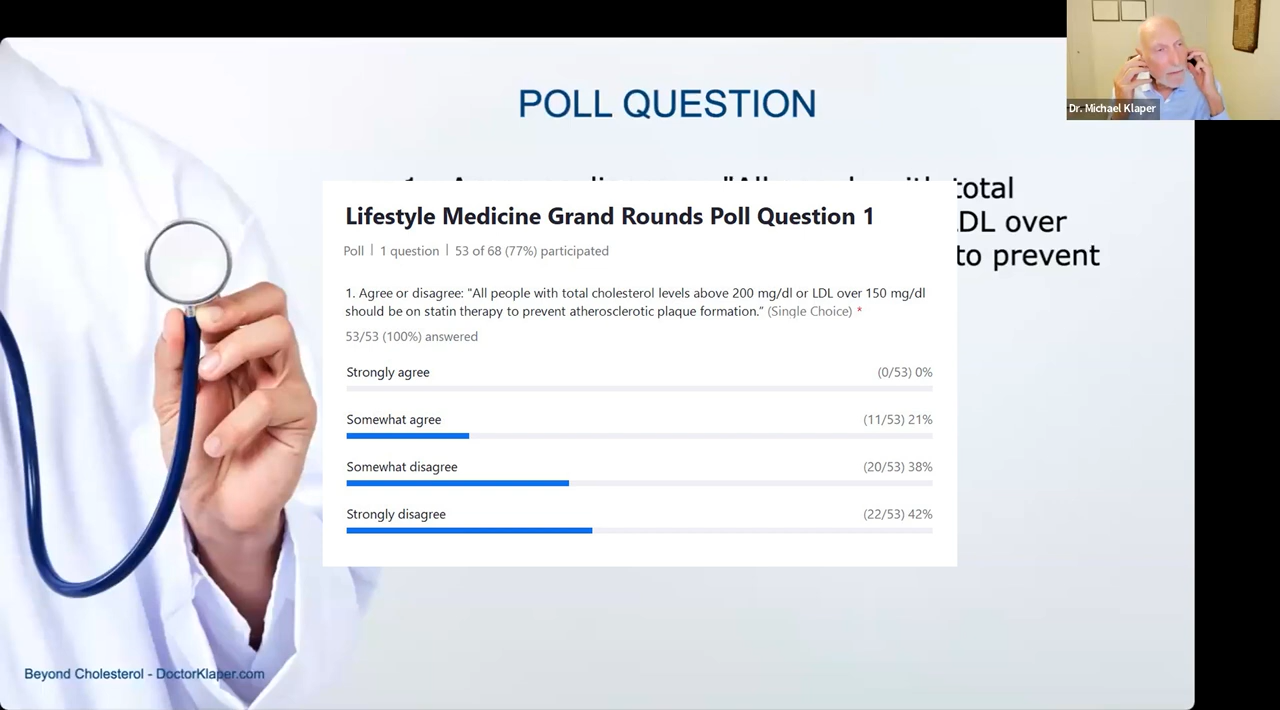 Dr. Michael Klaper
POLL QUESTION
total
LDL over
to prevent
Lifestyle Medicine Grand Rounds Poll Question 1
Poll | 1 question | 53 of 68 (77%) participated
1. Agree or disagree: "All people with total cholesterol levels above 200 mg/dl or LDL over 150 mg/dl
should be on statin therapy to prevent atherosclerotic plaque formation.” (Single Choice) *
53/53 (100%) answered
Strongly agree (0/53) 0%
Somewhat agree (11/53) 21%
Somewhat disagree (20/53) 38%
Strongly disagree (22/53) 42%
Beyond Cholesterol - DoctorKlaper.com